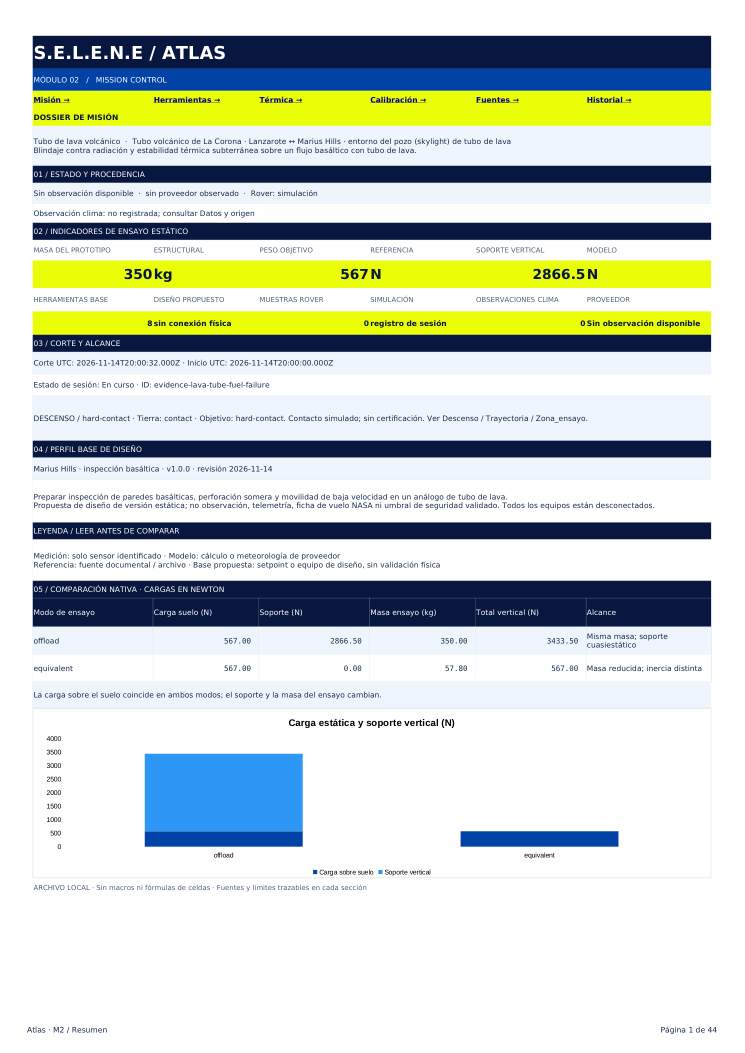 S.E.L.E.N.E / ATLAS
MÓDULO 02 / MISSION CONTROL
Misión → Herramientas → Térmica → Calibración → Fuentes → Historial →
DOSSIER DE MISIÓN
Tubo de lava volcánico · Tubo volcánico de La Corona · Lanzarote ↔ Marius Hills · entorno del pozo (skylight) de tubo de lava
Blindaje contra radiación y estabilidad térmica subterránea sobre un flujo basáltico con tubo de lava.
01 / ESTADO Y PROCEDENCIA
Sin observación disponible · sin proveedor observado · Rover: simulación
Observación clima: no registrada; consultar Datos y origen
02 / INDICADORES DE ENSAYO ESTÁTICO
MASA DEL PROTOTIPO ESTRUCTURAL PESO OBJETIVO REFERENCIA SOPORTE VERTICAL MODELO
350 kg 567 N 2866.5 N
HERRAMIENTAS BASE DISEÑO PROPUESTO MUESTRAS ROVER SIMULACIÓN OBSERVACIONES CLIMA PROVEEDOR
8 sin conexión física 0 registro de sesión 0 Sin observación disponible
03 / CORTE Y ALCANCE
Corte UTC: 2026-11-14T20:00:32.000Z · Inicio UTC: 2026-11-14T20:00:00.000Z
Estado de sesión: En curso · ID: evidence-lava-tube-fuel-failure
DESCENSO / hard-contact · Tierra: contact · Objetivo: hard-contact. Contacto simulado; sin certificación. Ver Descenso / Trayectoria / Zona_ensayo.
04 / PERFIL BASE DE DISEÑO
Marius Hills · inspección basáltica · v1.0.0 · revisión 2026-11-14
Preparar inspección de paredes basálticas, perforación somera y movilidad de baja velocidad en un análogo de tubo de lava.
Propuesta de diseño de versión estática; no observación, telemetría, ficha de vuelo NASA ni umbral de seguridad validado. Todos los equipos están desconectados.
LEYENDA / LEER ANTES DE COMPARAR
Medición: solo sensor identificado · Modelo: cálculo o meteorología de proveedor
Referencia: fuente documental / archivo · Base propuesta: setpoint o equipo de diseño, sin validación física
05 / COMPARACIÓN NATIVA · CARGAS EN NEWTON
Modo de ensayo Carga suelo (N) Soporte (N) Masa ensayo (kg) Total vertical (N) Alcance
offload 567.00 2866.50 350.00 3433.50 Misma masa; soporte cuasiestático
equivalent 567.00 0.00 57.80 567.00 Masa reducida; inercia distinta
La carga sobre el suelo coincide en ambos modos; el soporte y la masa del ensayo cambian.
Carga estática y soporte vertical (N)
4000
3500
3000
2500
2000
1500
1000
500
0
offload equivalent
Carga sobre suelo Soporte vertical
ARCHIVO LOCAL · Sin macros ni fórmulas de celdas · Fuentes y límites trazables en cada sección
Atlas · M2 / Resumen Página 1 de 44